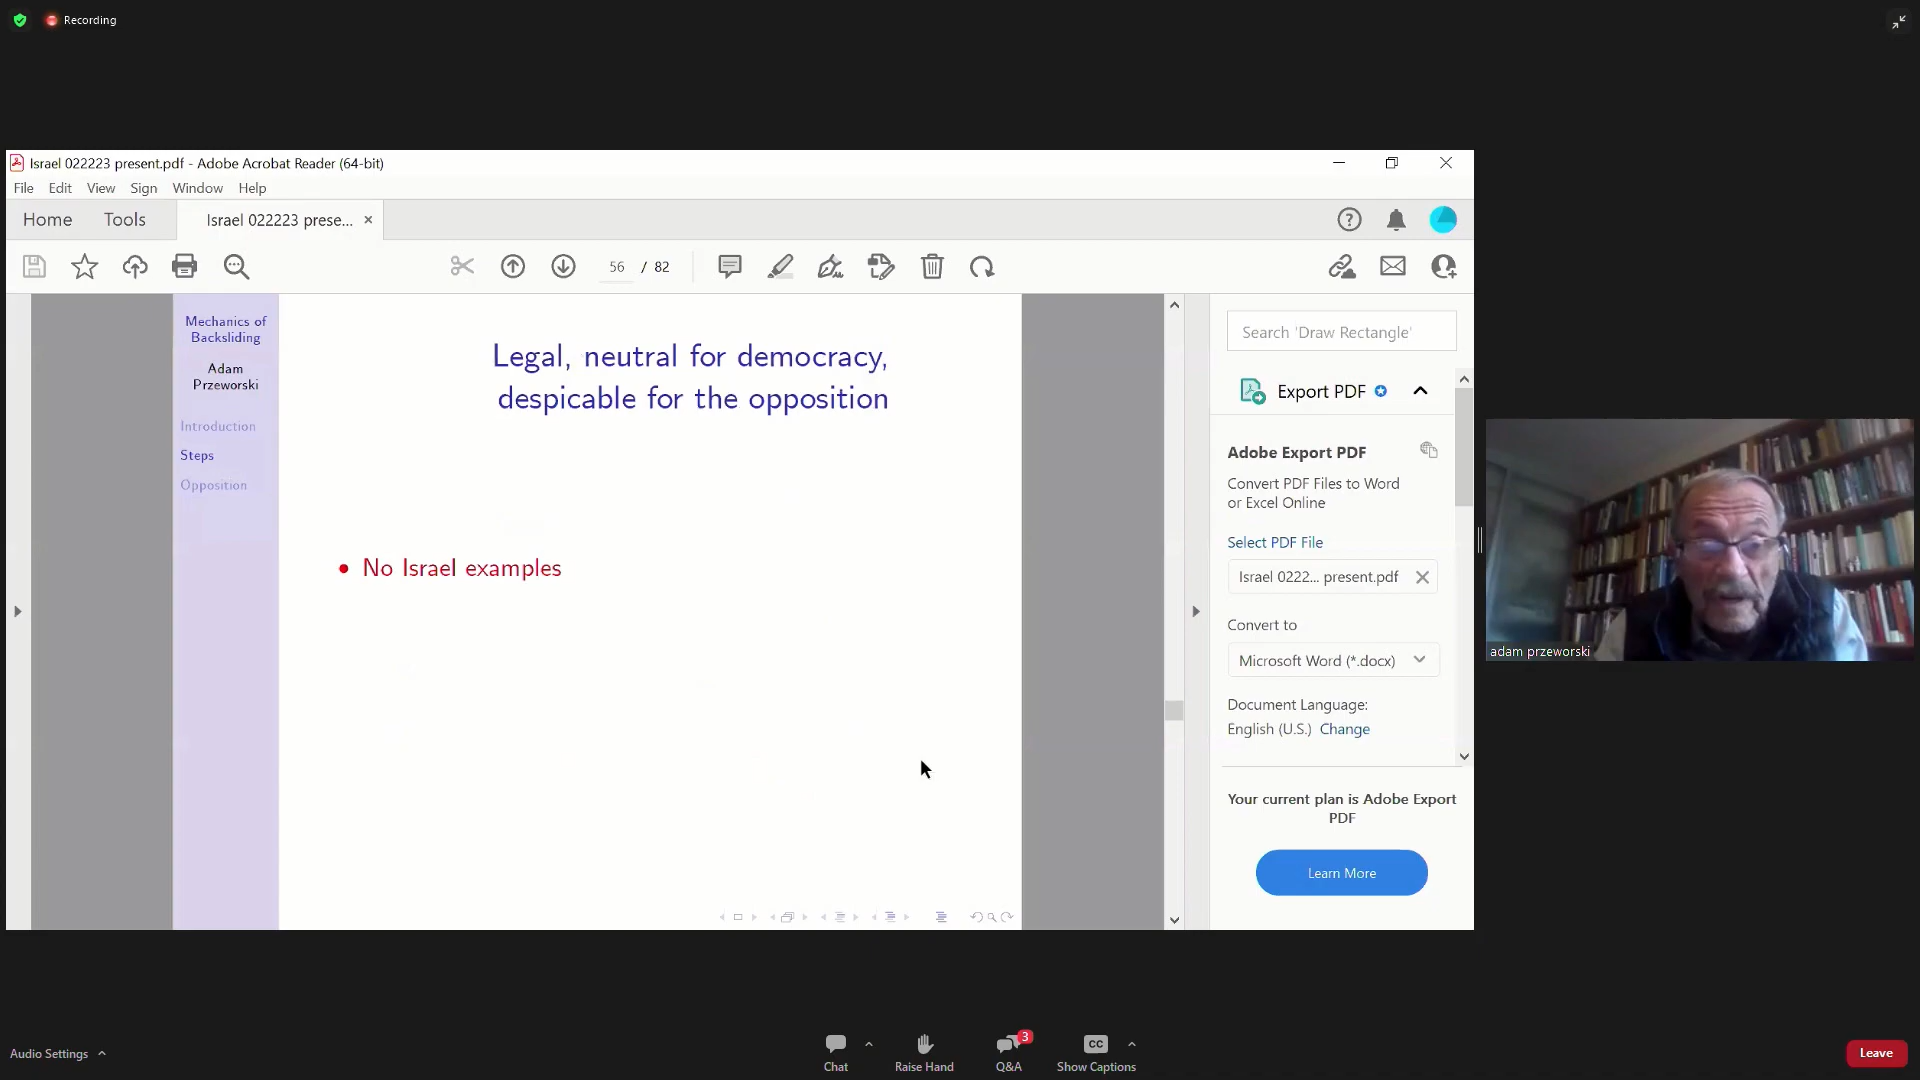 Recording
Israel 022223 present.pdf - Adobe Acrobat Reader (64-bit)
File Edit View Sign Window Help
Home Tools Israel 022223 prese... ×
56 / 82
Mechanics of
Backsliding
Adam
Przeworski
Introduction
Steps
Opposition
Legal, neutral for democracy,
despicable for the opposition
• No Israel examples
Search 'Draw Rectangle'
Export PDF
Adobe Export PDF
Convert PDF Files to Word
or Excel Online
Select PDF File
Israel 0222... present.pdf
Convert to
Microsoft Word (*.docx)
Document Language:
English (U.S.) Change
Your current plan is Adobe Export
PDF
Learn More
adam przeworski
Audio Settings
Chat
Raise Hand
3
Q&A
CC
Show Captions
Leave